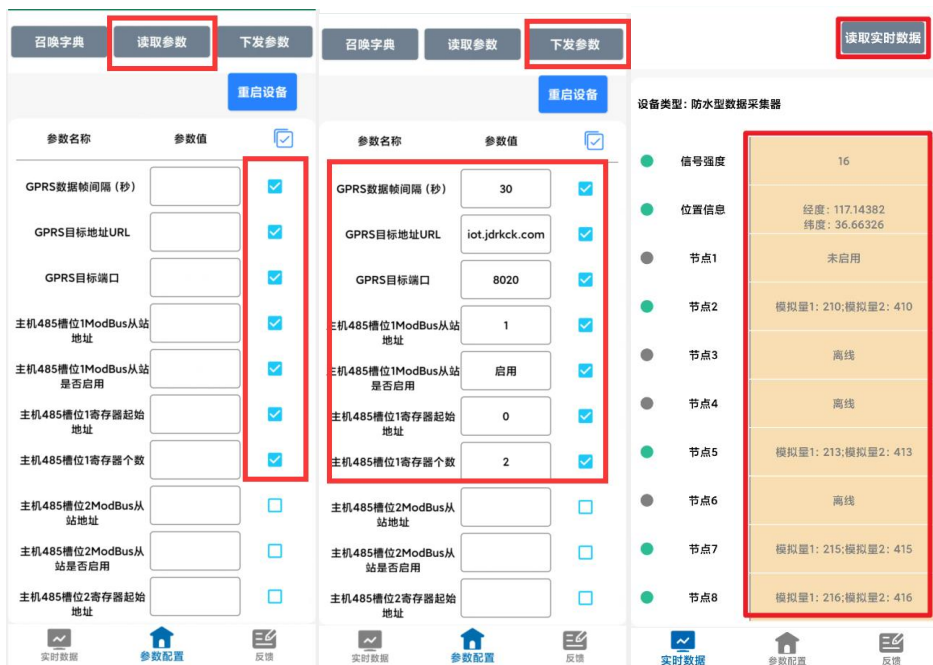 召唤字典
读取参数
下发参数
重启设备
参数名称
参数值
GPRS数据帧间隔 (秒)
GPRS目标地址URL
GPRS目标端口
主机485槽位1ModBus从站
地址
主机485槽位1ModBus从站
是否启用
主机485槽位1寄存器起始
地址
主机485槽位1寄存器个数
主机485槽位2ModBus从
站地址
主机485槽位2ModBus从
站是否启用
主机485槽位2寄存器起始
地址
实时数据
参数配置
反馈
召唤字典
读取参数
下发参数
重启设备
参数名称
参数值
GPRS数据帧间隔 (秒)
30
GPRS目标地址URL
iot.jdrkck.com
GPRS目标端口
8020
主机485槽位1ModBus从站
地址
1
主机485槽位1ModBus从站
是否启用
启用
主机485槽位1寄存器起始
地址
0
主机485槽位1寄存器个数
2
主机485槽位2ModBus从
站地址
主机485槽位2ModBus从
站是否启用
主机485槽位2寄存器起始
地址
实时数据
参数配置
反馈
读取实时数据
设备类型: 防水型数据采集器
信号强度
16
位置信息
经度: 117.14382
纬度: 36.66326
节点1
未启用
节点2
模拟量1: 210;模拟量2: 410
节点3
离线
节点4
离线
节点5
模拟量1: 213;模拟量2: 413
节点6
离线
节点7
模拟量1: 215;模拟量2: 415
节点8
模拟量1: 216;模拟量2: 416
实时数据
参数配置
反馈